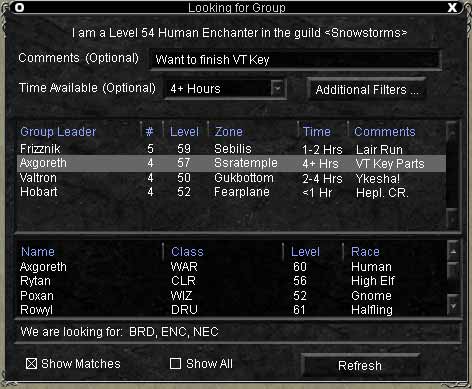 O Looking for Group X
I am a Level 54 Human Enchanter in the guild <Snowstorms>
Comments (Optional) Want to finish VT Key
Time Available (Optional) 4+ Hours Additional Filters ...
Group Leader # Level Zone Time Comments
Frizznik 5 59 Sebilis 1-2 Hrs Lair Run
Axgoreth 4 57 Ssratemple 4+ Hrs VT Key Parts
Valtron 4 50 Gukbottom 2-4 Hrs Ykesha!
Hobart 4 52 Fearplane <1 Hr Hepl. CR.
Name Class Level Race
Axgoreth WAR 60 Human
Rytan CLR 56 High Elf
Poxan WIZ 52 Gnome
Rowyl DRU 61 Halfling
We are looking for: BRD, ENC, NEC
Show Matches Show All Refresh